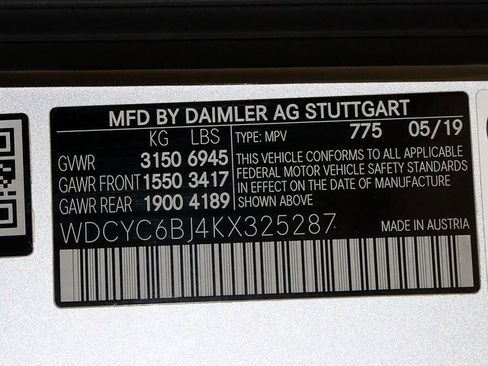 MFD BY DAIMLER AG STUTTGART
KG LBS TYPE: MPV 775 05/19
GVWR 3150 6945
GAWR FRONT 1550 3417
GAWR REAR 1900 4189
THIS VEHICLE CONFORMS TO ALL APPLICABLE
FEDERAL MOTOR VEHICLE SAFETY STANDARDS
IN EFFECT ON THE DATE OF MANUFACTURE
SHOWN ABOVE
WDCYC6BJ4KX325287 MADE IN AUSTRIA